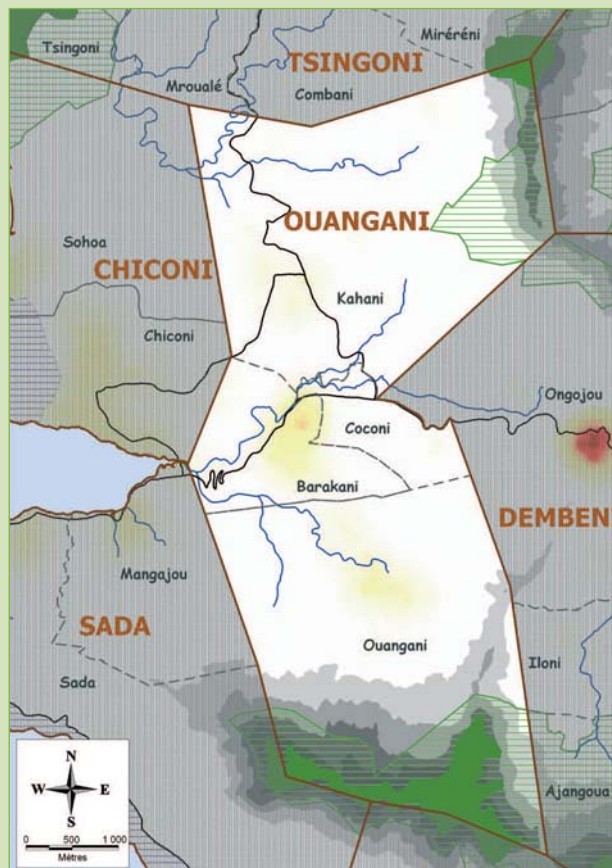 Tsingoni
Miréréni
TSINGONI
Mroualé
Combani
OUANGANI
Sohoa
CHICONI
Kahani
Chiconi
Ongojou
Coconi
Barakani
DEMBENI
Mangajou
SADA
Ouangani
Iloni
Sada
Ajangoua
N
W
E
S
0 500 1 000
Mètres